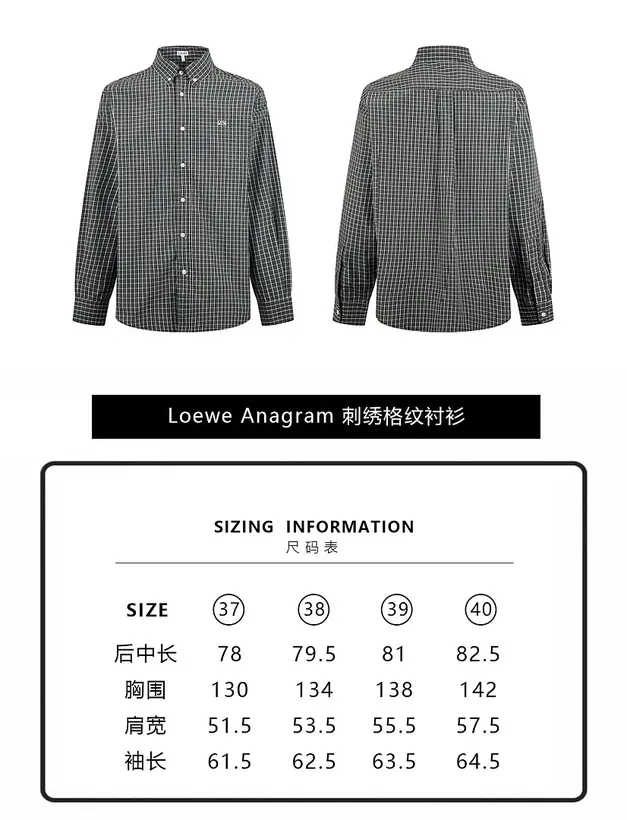 Loewe Anagram 刺绣格纹衬衫
SIZING INFORMATION
尺码表
SIZE 37 38 39 40
后中长 78 79.5 81 82.5
胸围 130 134 138 142
肩宽 51.5 53.5 55.5 57.5
袖长 61.5 62.5 63.5 64.5